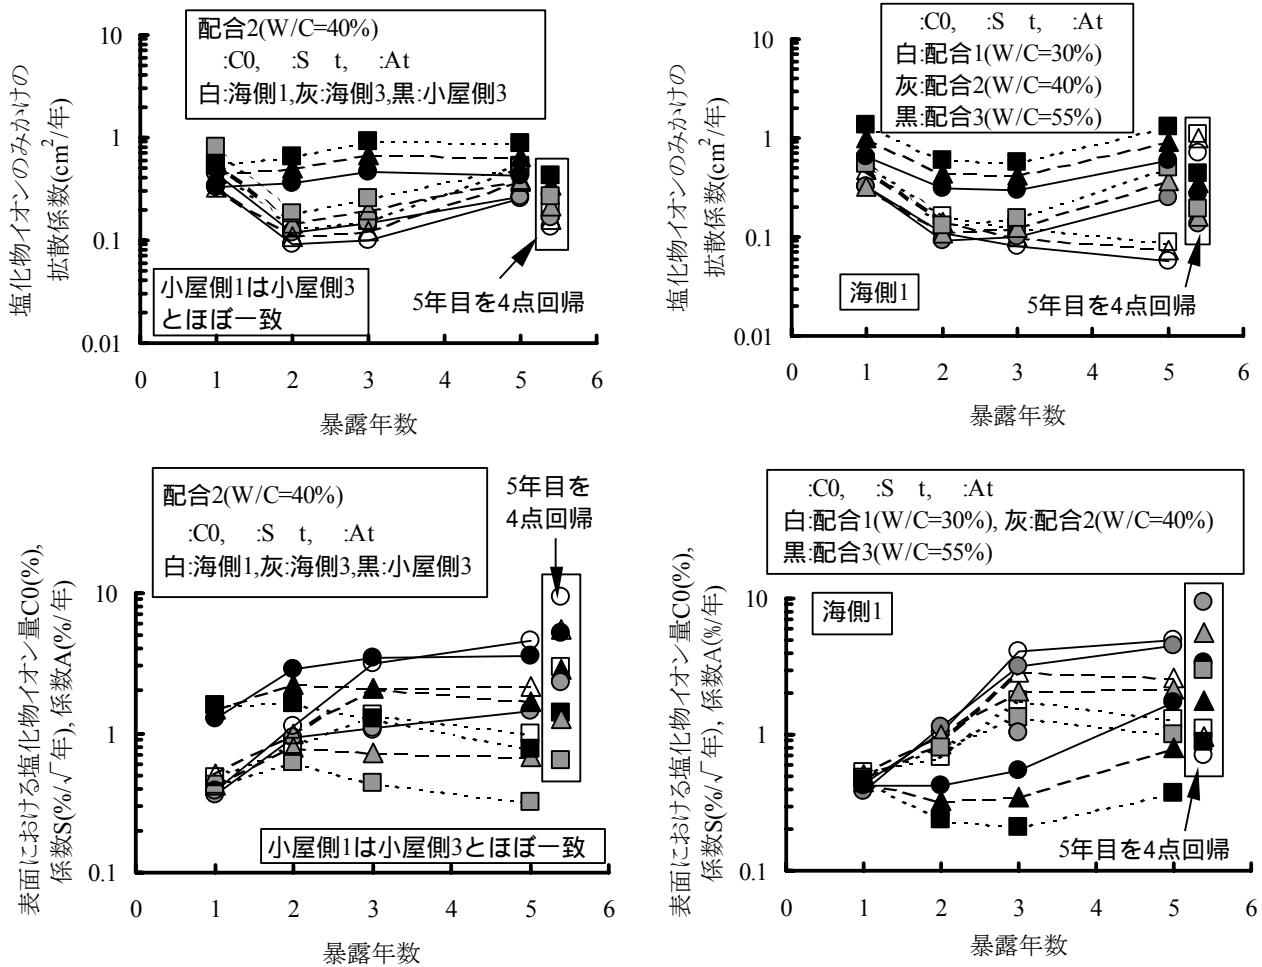 配合2(W/C=40%)
:C0, :S t, :At
白:海側1,灰:海側3,黒:小屋側3
塩化物イオンのみかけの
拡散係数(cm²/年)
10
1
0.1
0.01
小屋側1は小屋側3
とほぼ一致
5年目を4点回帰
0 1 2 3 5 6
暴露年数
:C0, :S t, :At
白:配合1(W/C=30%)
灰:配合2(W/C=40%)
黒:配合3(W/C=55%)
塩化物イオンのみかけの
拡散係数(cm²/年)
10
1
0.1
0.01
海側1
5年目を4点回帰
0 1 2 3 5 6
暴露年数
配合2(W/C=40%)
:C0, :S t, :At
白:海側1,灰:海側3,黒:小屋側3
5年目を
4点回帰
表面における塩化物イオン量C0(%),
係数S(%/√年), 係数A(%/年)
10
1
0.1
小屋側1は小屋側3とほぼ一致
0 1 2 3 5 6
暴露年数
:C0, :S t, :At
白:配合1(W/C=30%), 灰:配合2(W/C=40%)
黒:配合3(W/C=55%)
表面における塩化物イオン量C0(%),
係数S(%/√年), 係数A(%/年)
10
1
0.1
海側1
5年目を4点回帰
0 1 2 3 4 5 6
暴露年数